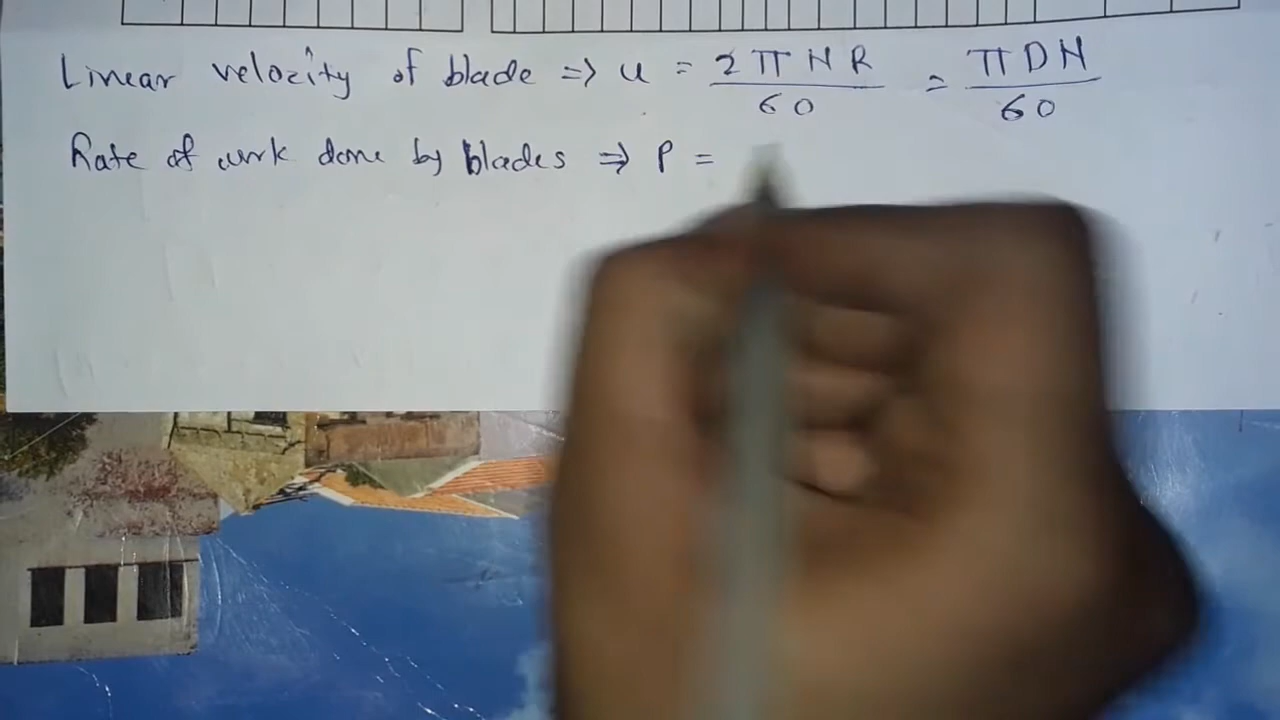 Linear velocity of blade ⇒ u = 2πNR/60 = πDN/60
Rate of work done by blades ⇒ P =